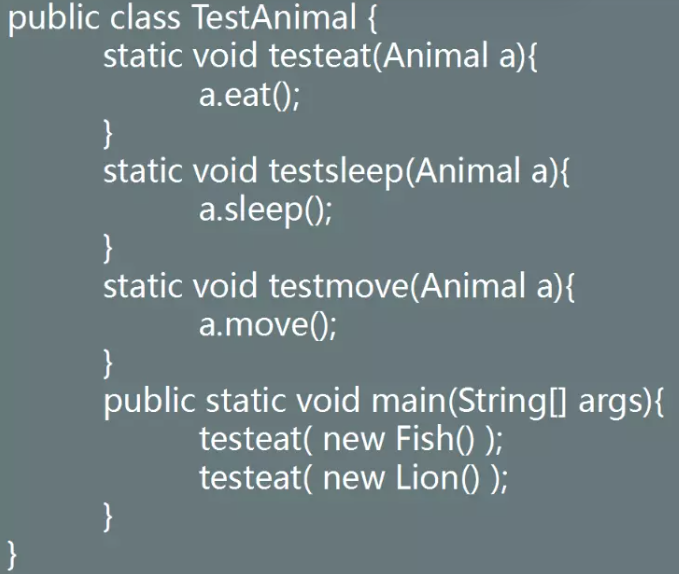 public class TestAnimal {
static void testeat(Animal a){
a.eat();
}
static void testsleep(Animal a){
a.sleep();
}
static void testmove(Animal a){
a.move();
}
public static void main(String[] args){
testeat( new Fish() );
testeat( new Lion() );
}
}